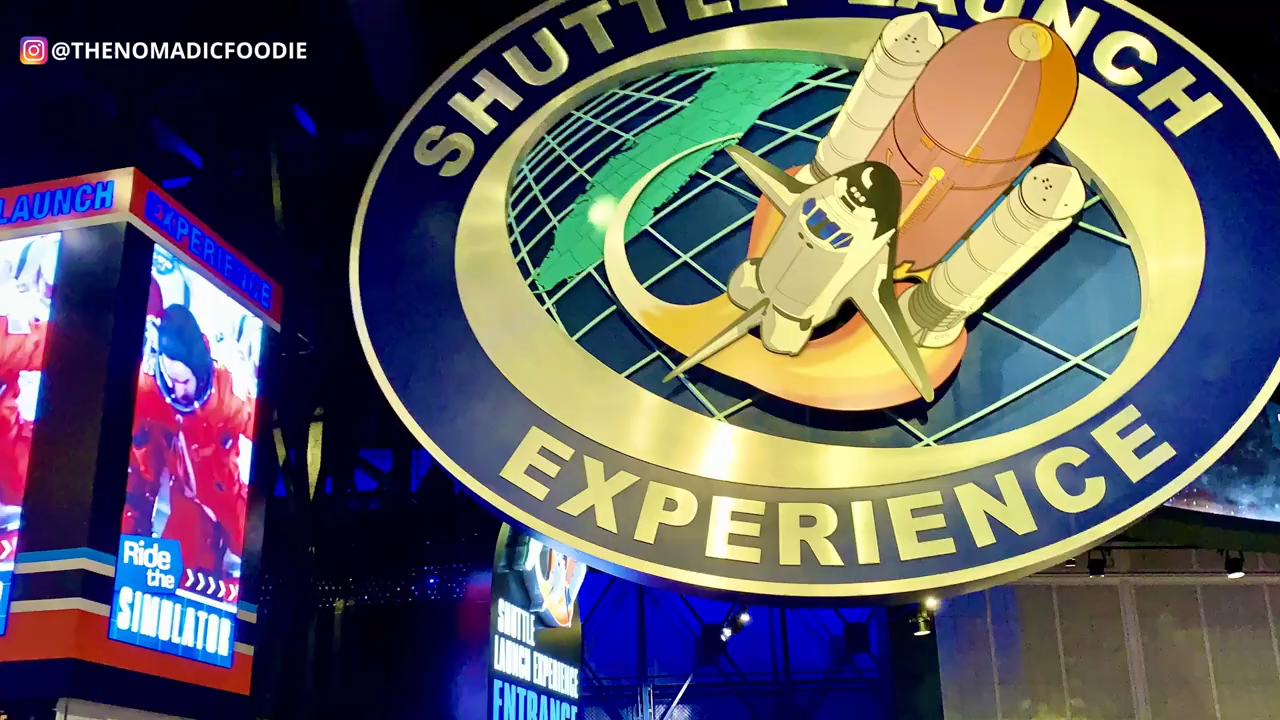 @THENOMADICFOODIE
SHUTTLE LAUNCH
EXPERIENCE
LAUNCH
EXPERIENCE
Ride
the
SIMULATOR
SHUTTLE
LAUNCH EXPERIENCE
ENTRANCE